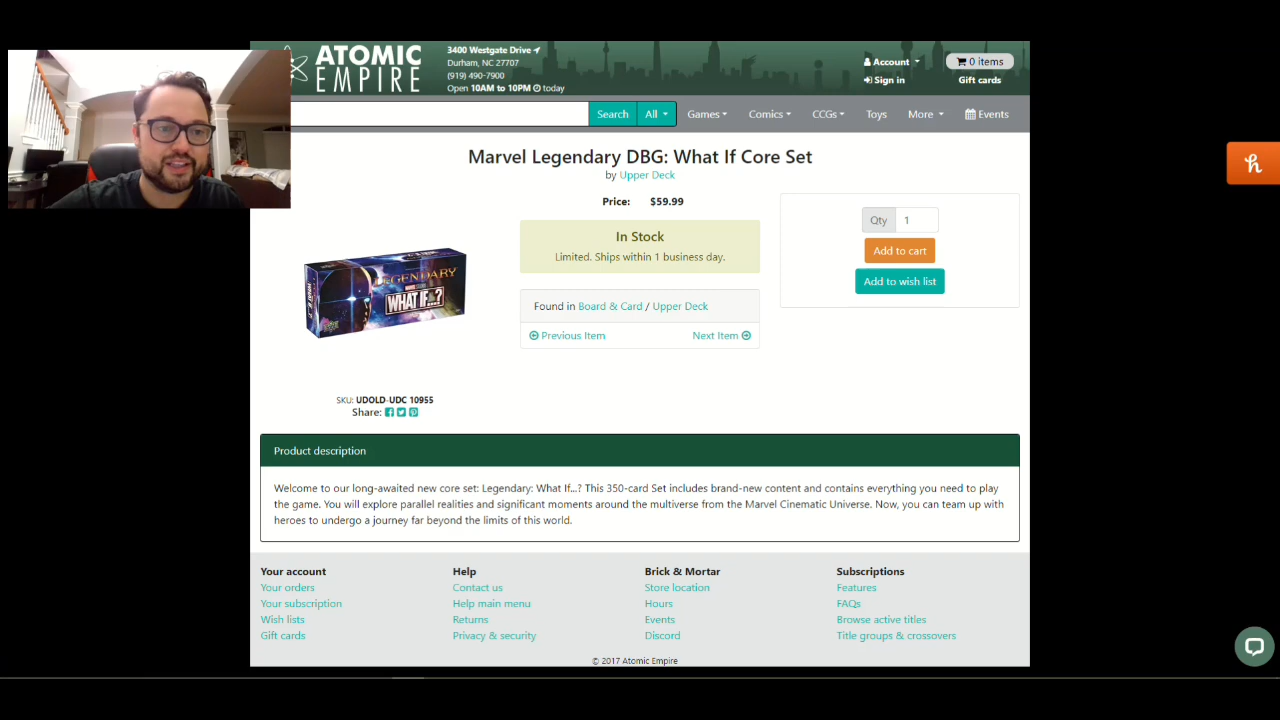 ATOMIC
EMPIRE
3400 Westgate Drive
Durham, NC 27707
(919) 490-7900
Open 10AM to 10PM today
Account
Sign in
0 items
Gift cards
Search
All
Games
Comics
CCGs
Toys
More
Events
Marvel Legendary DBG: What If Core Set
by Upper Deck
Price: $59.99
In Stock
Limited. Ships within 1 business day.
Found in Board & Card / Upper Deck
Previous Item
Next Item
Qty 1
Add to cart
Add to wish list
LEGENDARY
WHAT IF...?
WHAT IF
SKU: UDOLD-UDC 10955
Share:
Product description
Welcome to our long-awaited new core set: Legendary: What If...? This 350-card Set includes brand-new content and contains everything you need to play
the game. You will explore parallel realities and significant moments around the multiverse from the Marvel Cinematic Universe. Now, you can team up with
heroes to undergo a journey far beyond the limits of this world.
Your account
Your orders
Your subscription
Wish lists
Gift cards
Help
Contact us
Help main menu
Returns
Privacy & security
Brick & Mortar
Store location
Hours
Events
Discord
Subscriptions
Features
FAQs
Browse active titles
Title groups & crossovers
© 2017 Atomic Empire
h